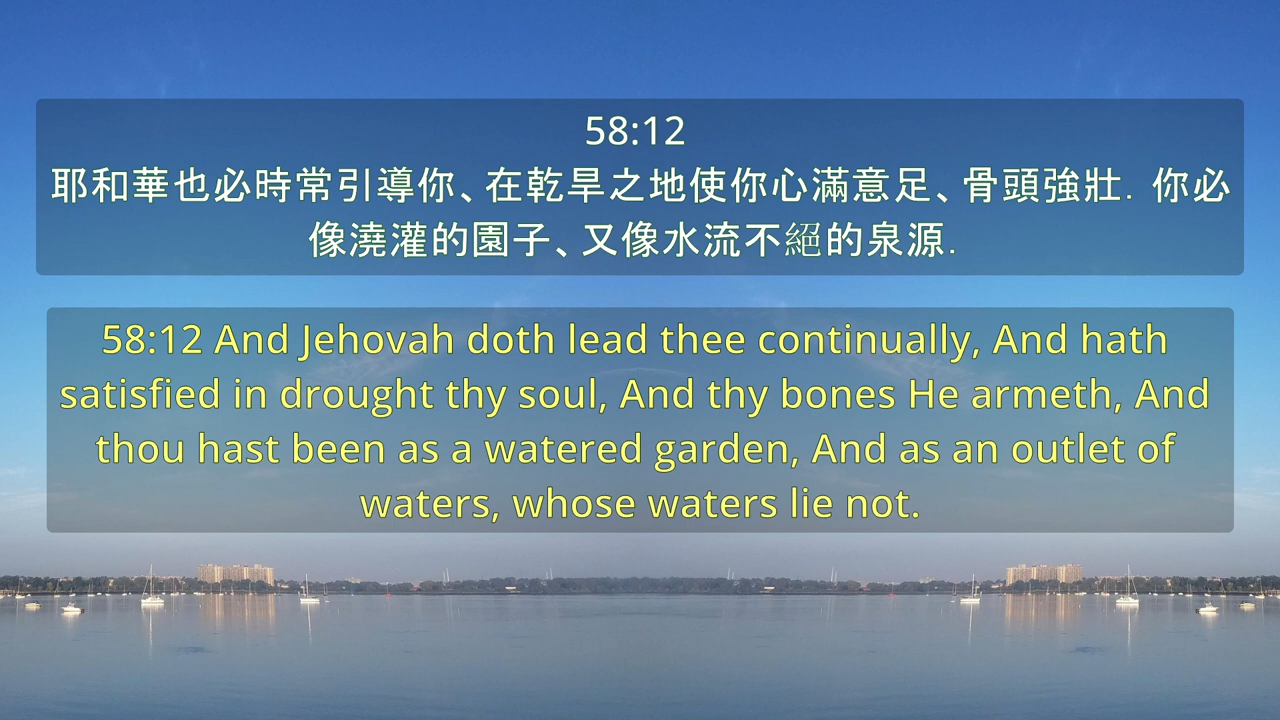 58:12
耶和華也必時常引導你、在乾旱之地使你心滿意足、骨頭強壯. 你必
像澆灌的園子、又像水流不絕的泉源.
58:12 And Jehovah doth lead thee continually, And hath
satisfied in drought thy soul, And thy bones He armeth, And
thou hast been as a watered garden, And as an outlet of
waters, whose waters lie not.